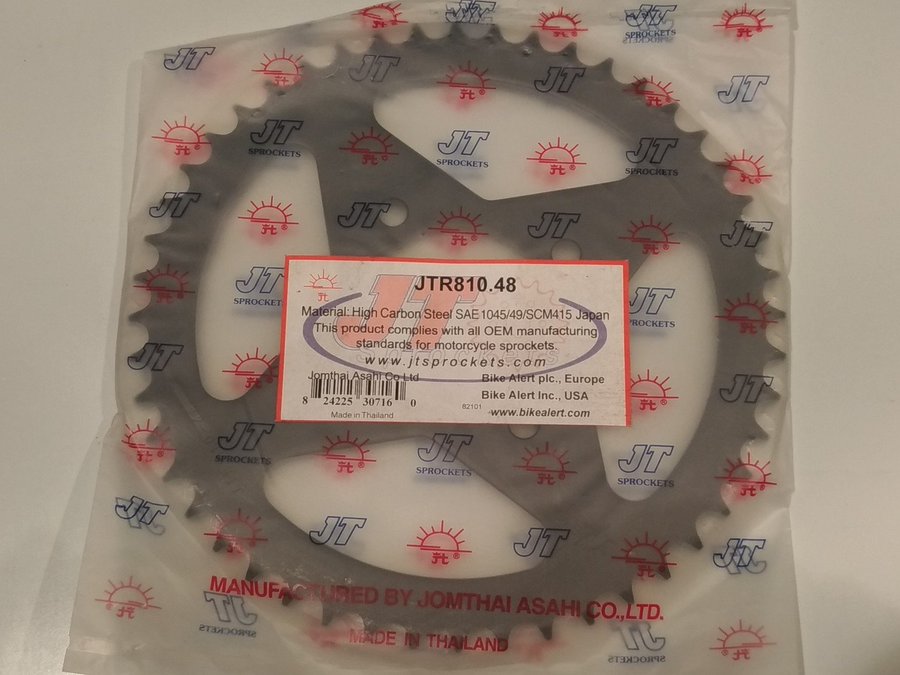 JTR810.48
Material: High Carbon Steel SAE1045/49/SCM415 Japan
This product complies with all OEM manufacturing
standards for motorcycle sprockets.
www.jtsprockets.com
Jomthai Asahi Co Ltd
Bike Alert plc., Europe
Bike Alert Inc., USA
8 24225 30716 0
82101
www.bikealert.com
Made in Thailand
JT
SPROCKETS
MANUFACTURED BY JOMTHAI ASAHI CO.,LTD.
MADE IN THAILAND